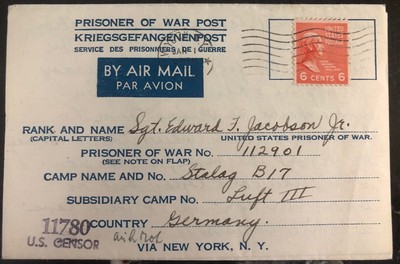 PRISONER OF WAR POST
KRIEGSGEFANGENENPOST
SERVICE DES PRISONNIERS DE GUERRE
BY AIR MAIL
PAR AVION
UNITED STATES POSTAGE
6 CENTS 6
RANK AND NAME Sgt. Edward F. Jacobson Jr.
(CAPITAL LETTERS) UNITED STATES PRISONER OF WAR.
PRISONER OF WAR No. 112901
(SEE NOTE ON FLAP)
CAMP NAME AND No. Stalag B17
SUBSIDIARY CAMP No. Luft III
COUNTRY Germany.
11780
U.S. CENSOR
VIA NEW YORK, N. Y.